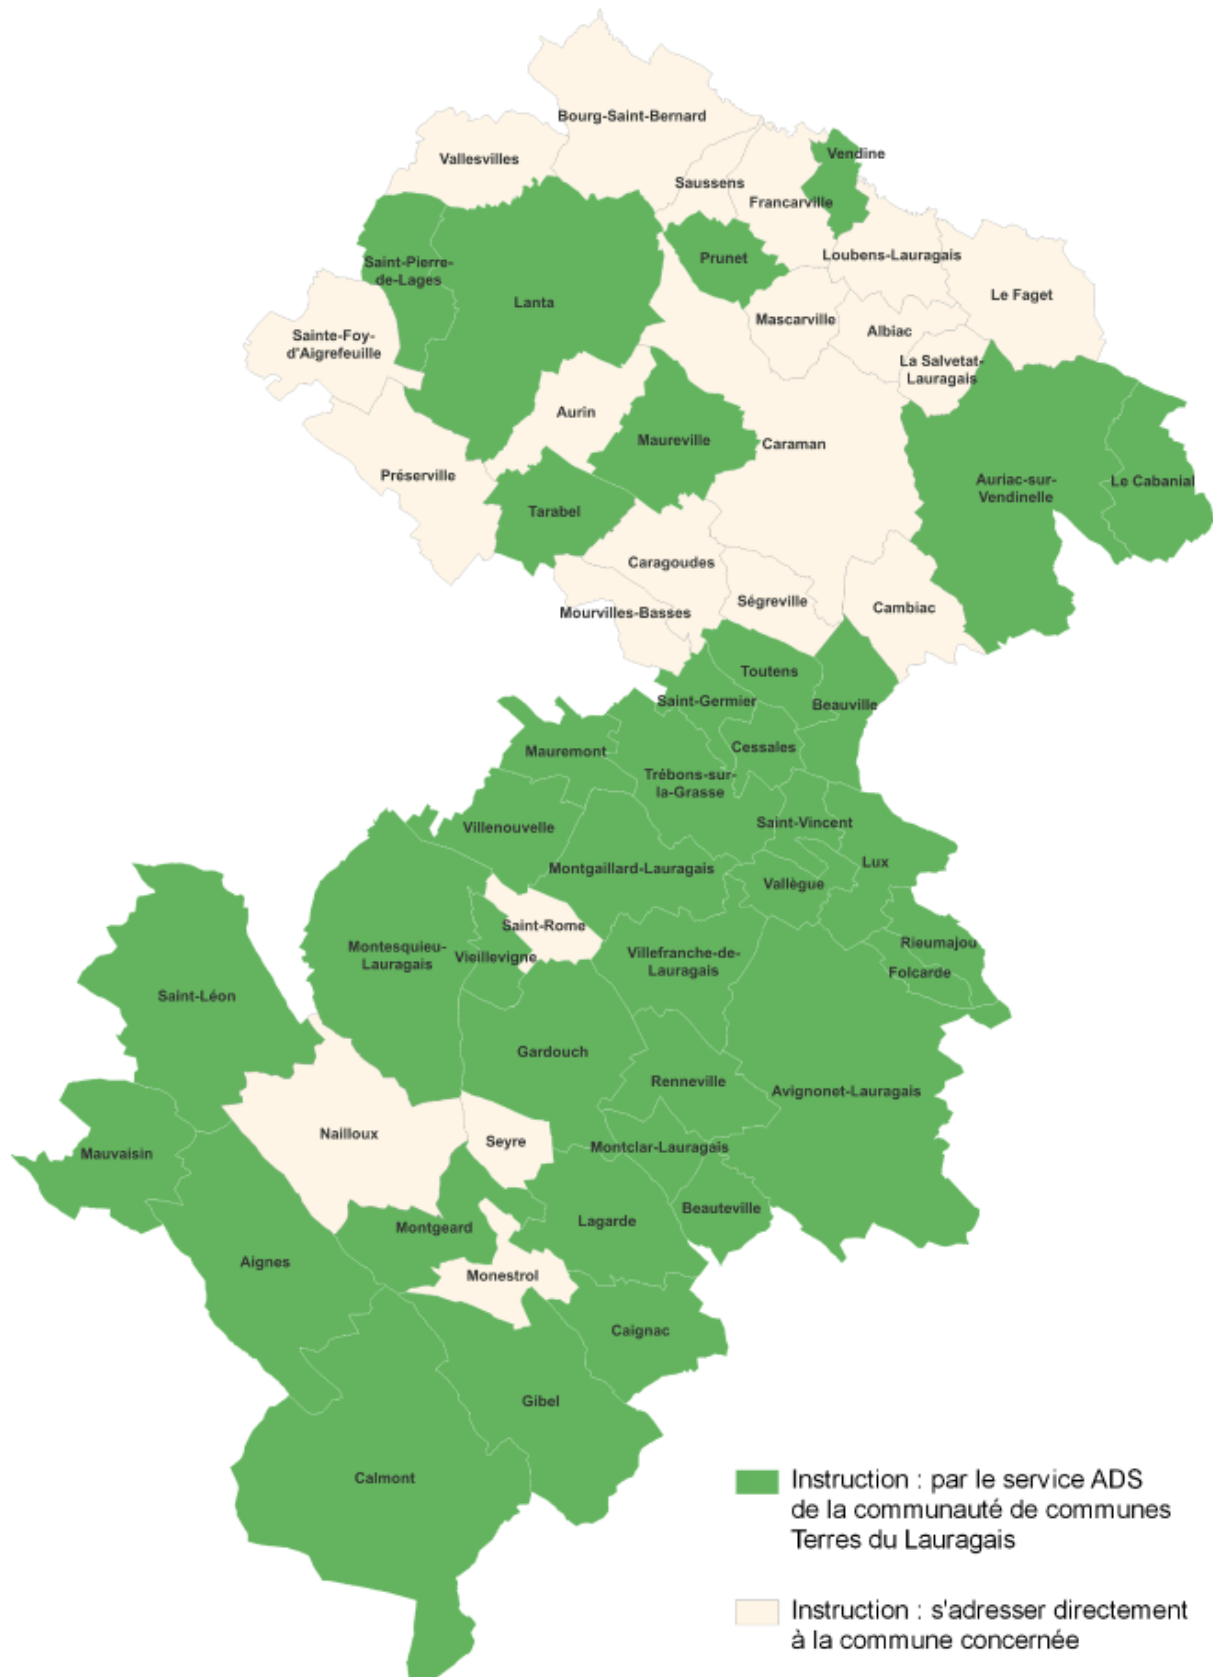 Bourg-Saint-Bernard
Vallesvilles
Vendine
Saussens
Francarville
Saint-Pierre-
de-Lages
Prunet
Loubens-Lauragais
Lanta
Le Faget
Mascarville
Albiac
Sainte-Foy-
d'Aigrefeuille
La Salvetat-
Lauragais
Aurin
Maureville
Caraman
Préserville
Auriac-sur-
Vendinelle
Le Cabanial
Tarabel
Caragoudes
Ségreville
Cambiac
Mourvilles-Basses
Toutens
Saint-Germier
Beauville
Mauremont
Cessales
Trébons-sur-
la-Grasse
Villenouvelle
Saint-Vincent
Montgaillard-Lauragais
Lux
Vallègue
Saint-Rome
Montesquieu-
Lauragais
Vieillevigne
Villefranche-de-
Lauragais
Rieumajou
Folcarde
Saint-Léon
Gardouch
Renneville
Avignonet-Lauragais
Nailloux
Seyre
Montclar-Lauragais
Mauvaisin
Beauteville
Montgeard
Lagarde
Aignes
Monestrol
Caignac
Gibel
Calmont
Instruction : par le service ADS
de la communauté de communes
Terres du Lauragais
Instruction : s'adresser directement
à la commune concernée